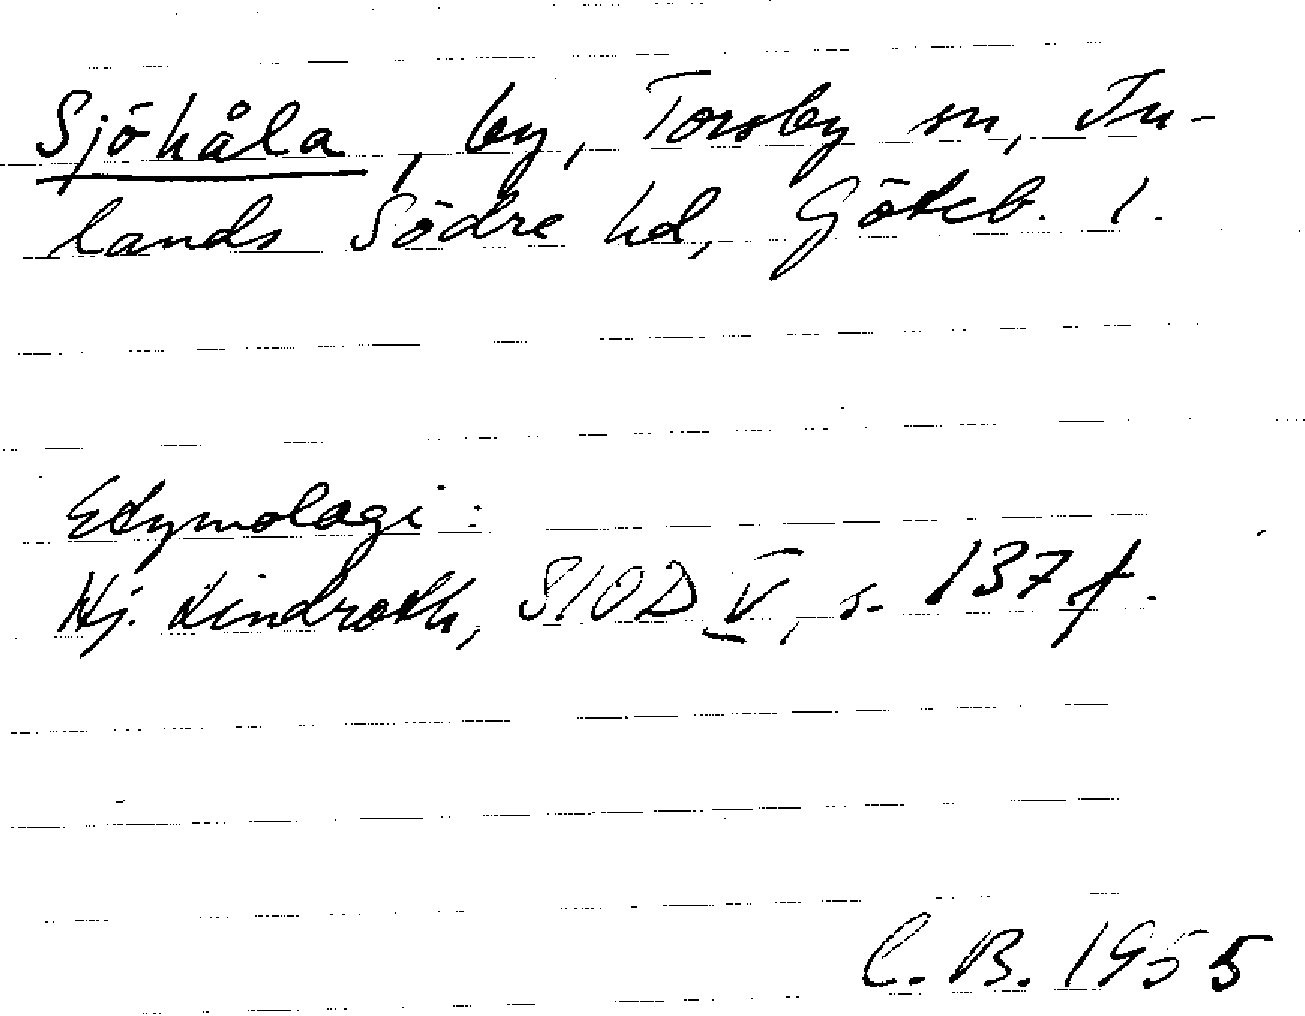 Sjöhåla, by, Torsby sn, In-
lands Södre hd, Göteb. l.
Etymologi:
Hj. Lindroth, SIOD V, s. 137 f.
C. B. 1955